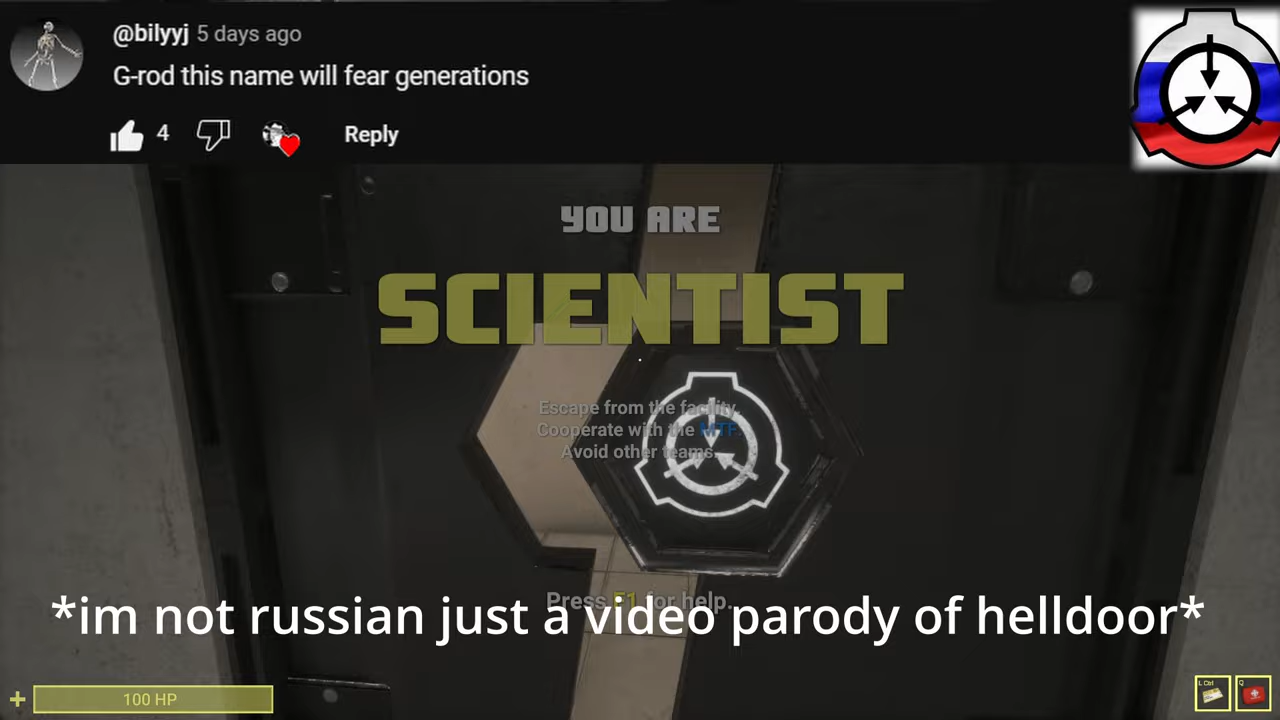 @bilyyj 5 days ago
G-rod this name will fear generations
4
Reply
YOU ARE
SCIENTIST
Escape from the facility.
Cooperate with the MTF.
Avoid other teams.
Press F1 for help.
*im not russian just a video parody of helldoor*
100 HP
L Ctrl
Q